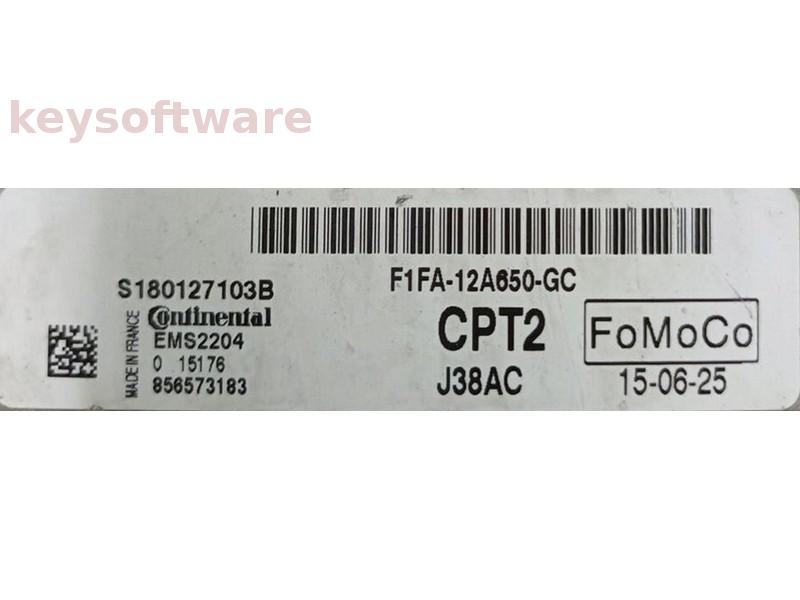 keysoftware
S180127103B
Continental
EMS2204
0 15176
856573183
MADE IN FRANCE
F1FA-12A650-GC
CPT2
J38AC
FoMoCo
15-06-25